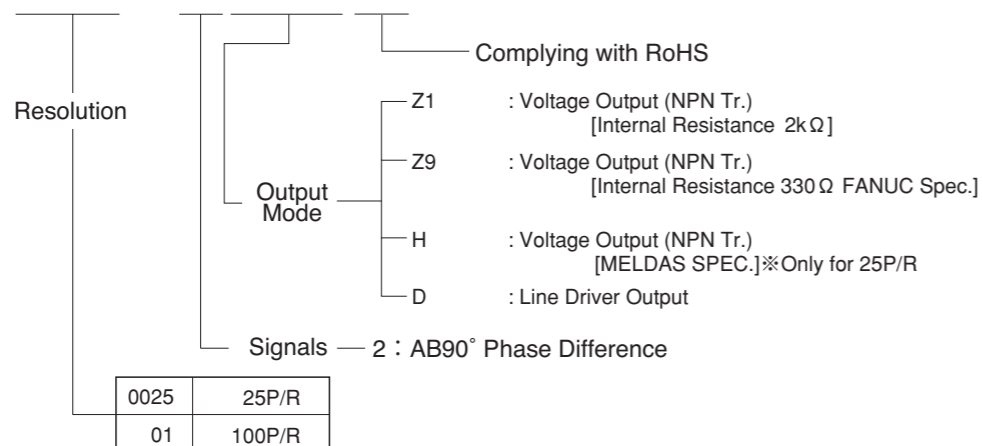 Complying with RoHS
Resolution
Z1 : Voltage Output (NPN Tr.)
[Internal Resistance 2kΩ]
Z9 : Voltage Output (NPN Tr.)
[Internal Resistance 330Ω FANUC Spec.]
Output
Mode
H : Voltage Output (NPN Tr.)
[MELDAS SPEC.]※Only for 25P/R
D : Line Driver Output
Signals 2：AB90° Phase Difference
0025 25P/R
01 100P/R